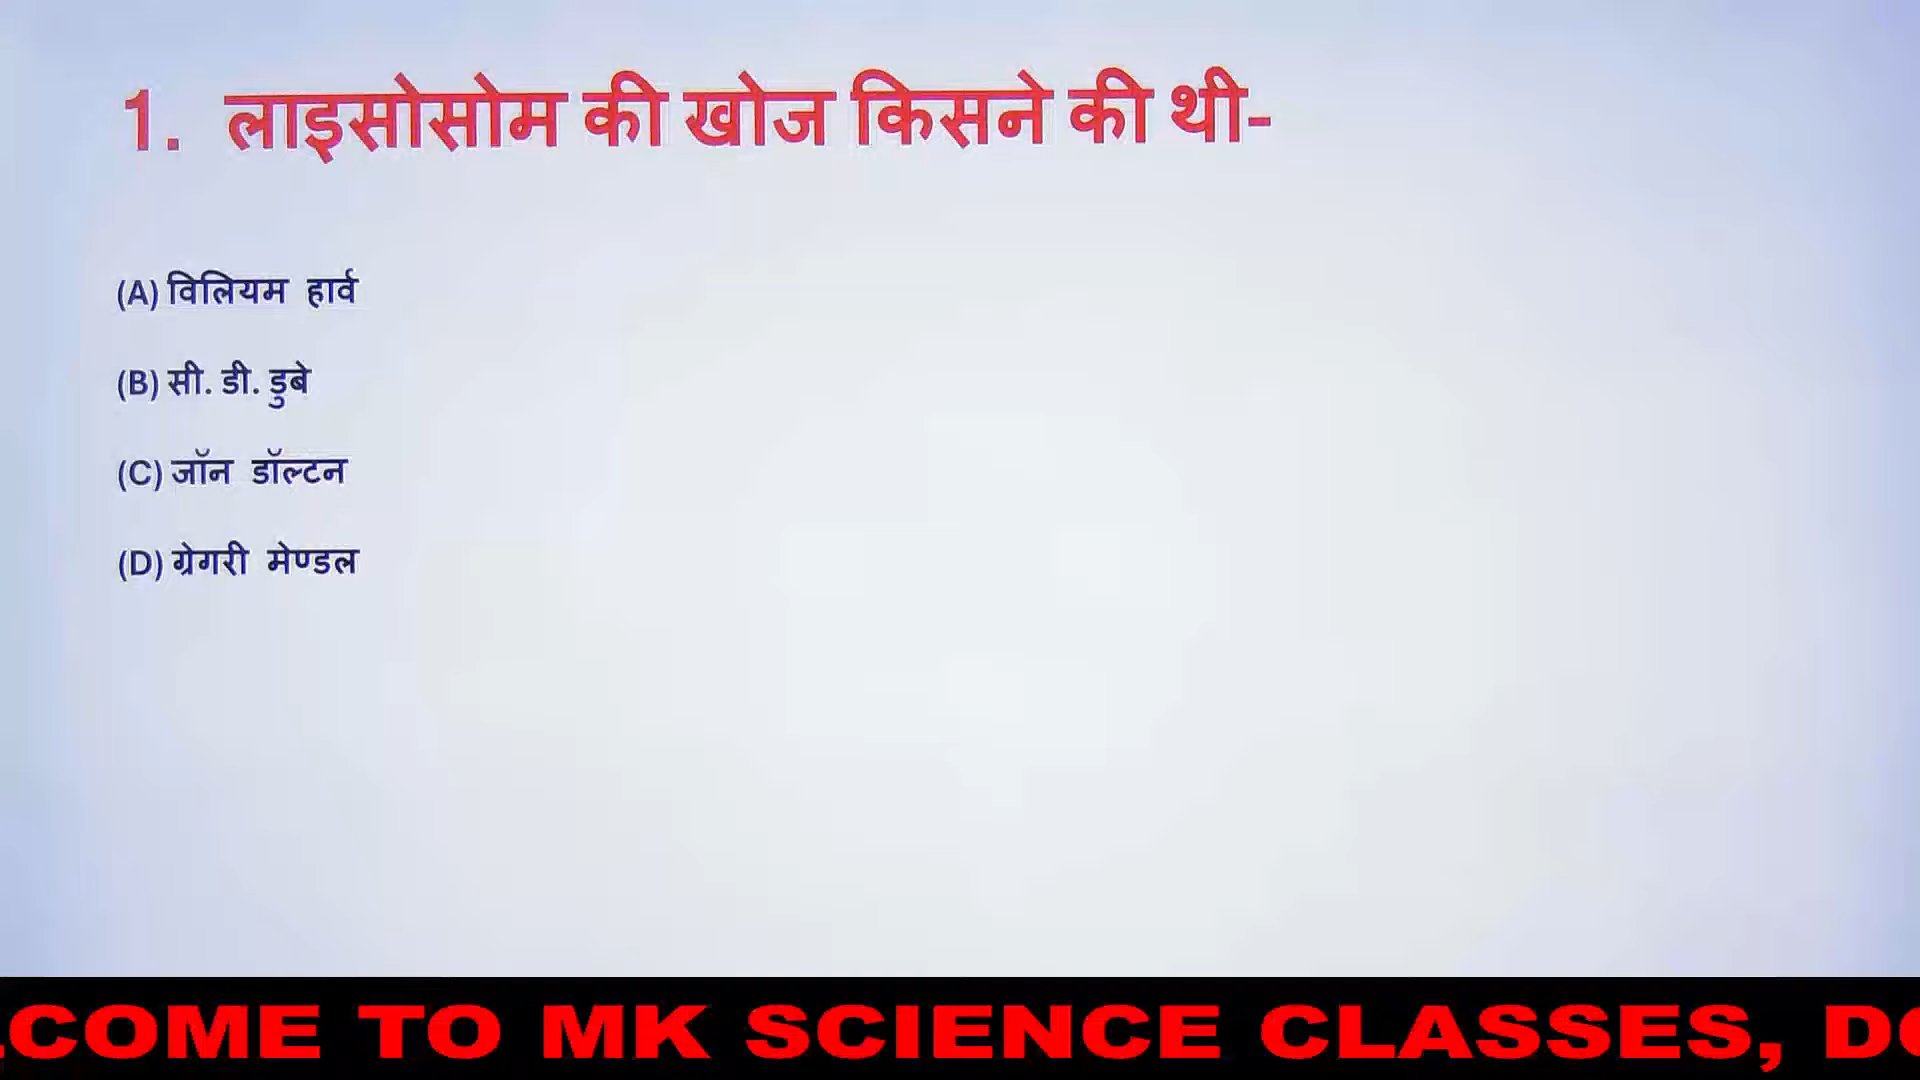 1. लाइसोसोम की खोज किसने की थी-
(A) विलियम हार्व
(B) सी. डी. डुबे
(C) जॉन डॉल्टन
(D) ग्रेगरी मेण्डल
COME TO MK SCIENCE CLASSES,